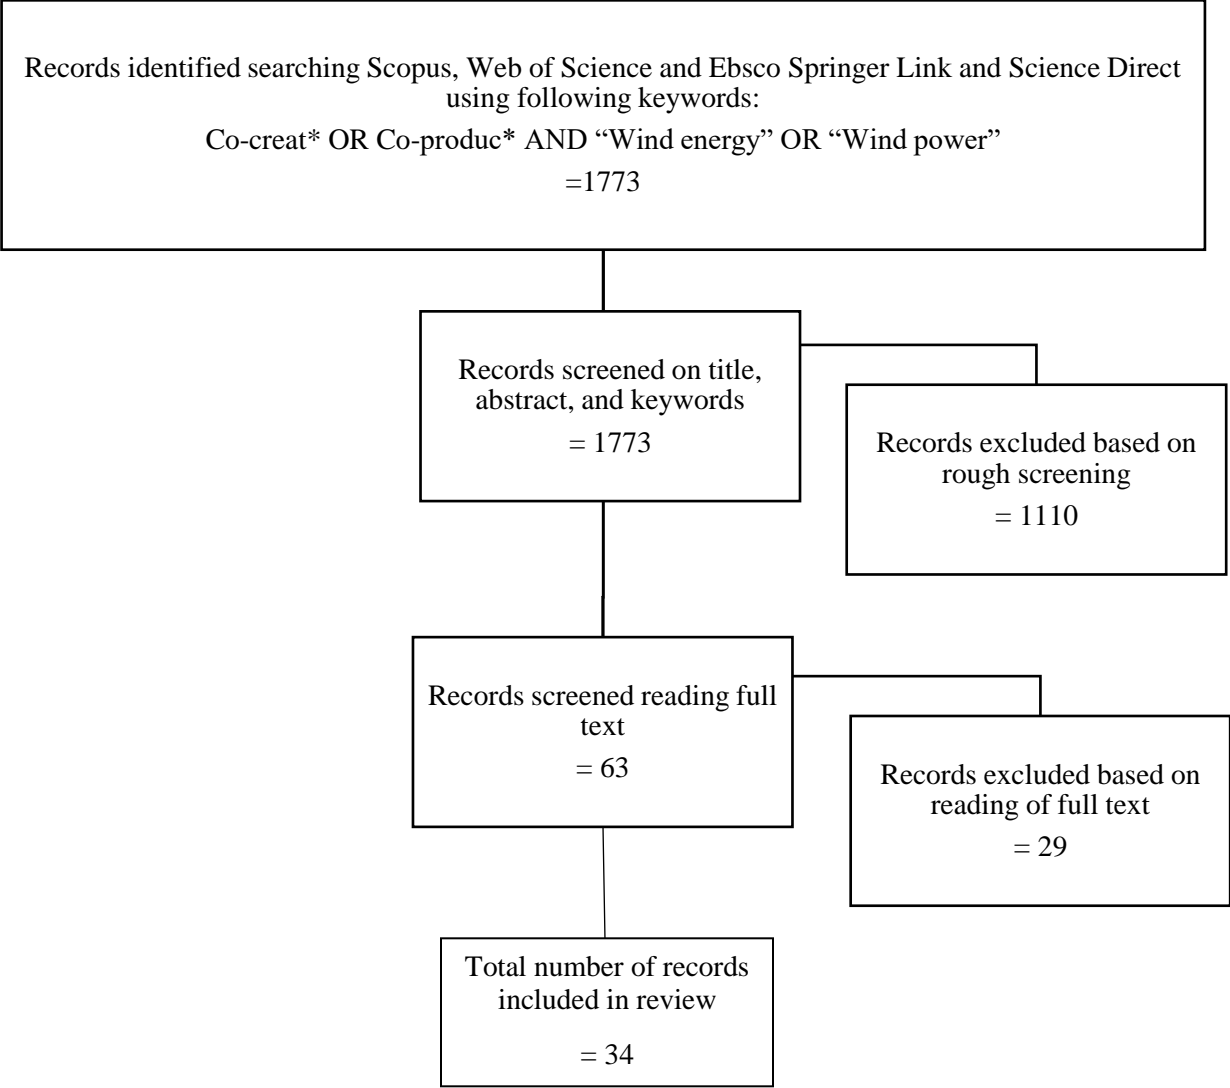 Records identified searching Scopus, Web of Science and Ebsco Springer Link and Science Direct
using following keywords:
Co-creat* OR Co-produc* AND “Wind energy” OR “Wind power”
=1773
Records screened on title,
abstract, and keywords
= 1773
Records excluded based on
rough screening
= 1110
Records screened reading full
text
= 63
Records excluded based on
reading of full text
= 29
Total number of records
included in review
= 34